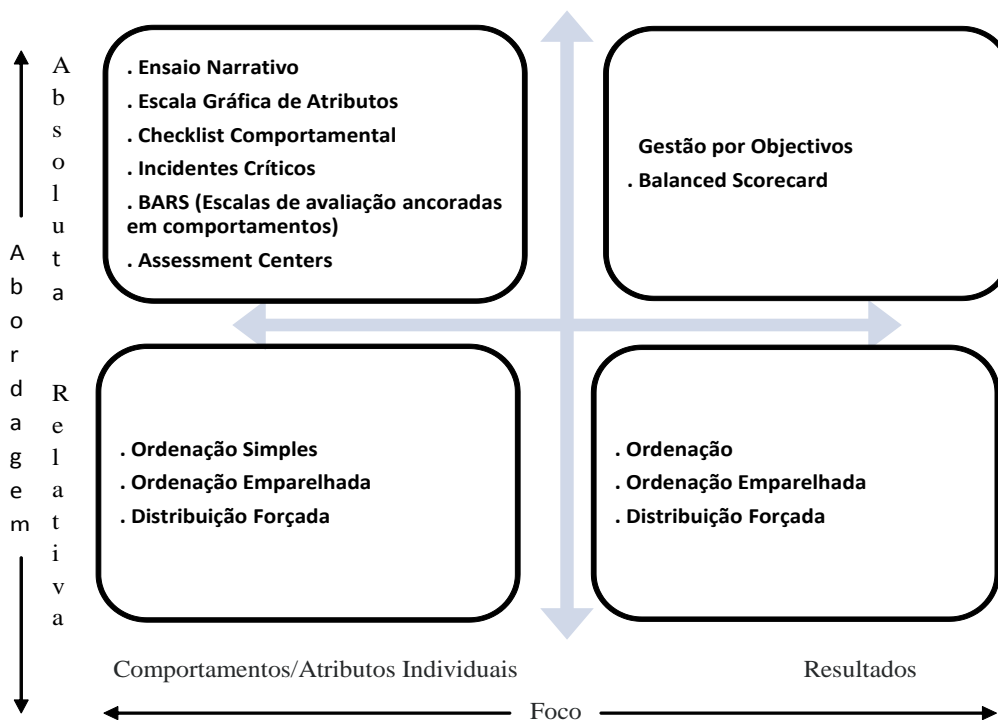 Abordagem
Absoluta
. Ensaio Narrativo
. Escala Gráfica de Atributos
. Checklist Comportamental
. Incidentes Críticos
. BARS (Escalas de avaliação ancoradas
em comportamentos)
. Assessment Centers
Gestão por Objectivos
. Balanced Scorecard
Relativa
. Ordenação Simples
. Ordenação Emparelhada
. Distribuição Forçada
. Ordenação
. Ordenação Emparelhada
. Distribuição Forçada
Comportamentos/Atributos Individuais
Resultados
Foco